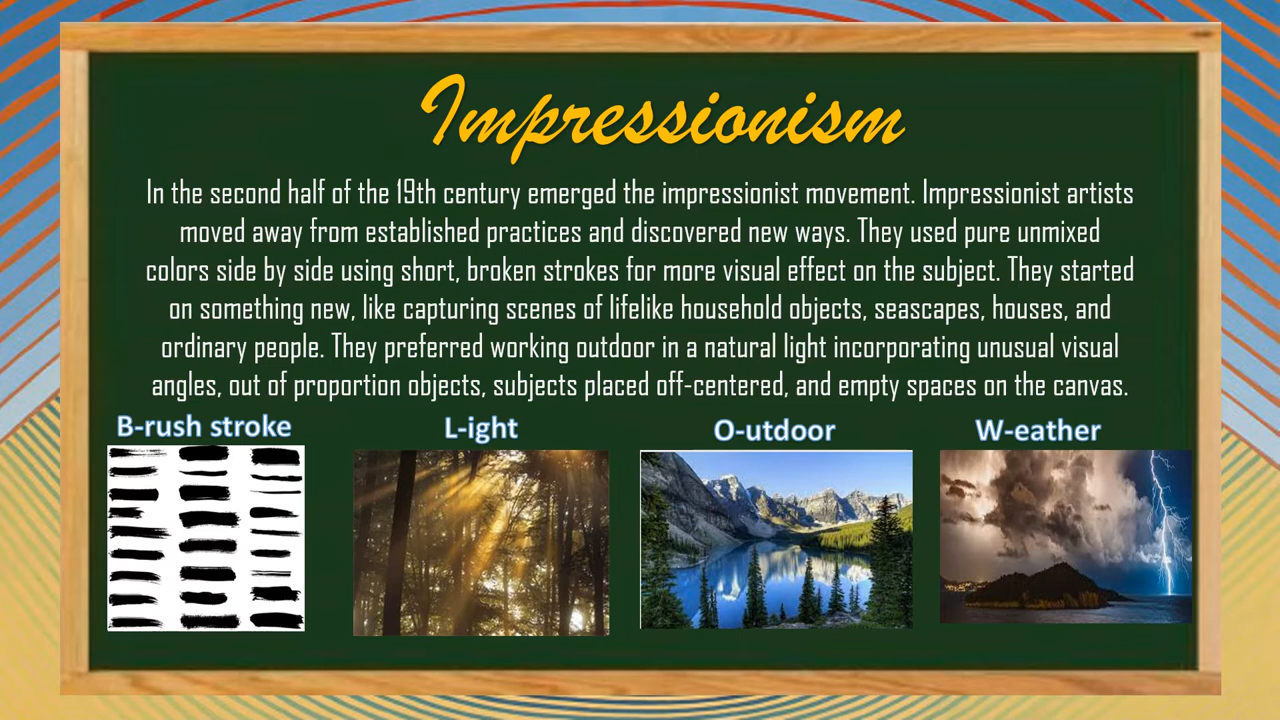 Impressionism
In the second half of the 19th century emerged the impressionist movement. Impressionist artists
moved away from established practices and discovered new ways. They used pure unmixed
colors side by side using short, broken strokes for more visual effect on the subject. They started
on something new, like capturing scenes of lifelike household objects, seascapes, houses, and
ordinary people. They preferred working outdoor in a natural light incorporating unusual visual
angles, out of proportion objects, subjects placed off-centered, and empty spaces on the canvas.
B-rush stroke
L-ight
O-utdoor
W-eather